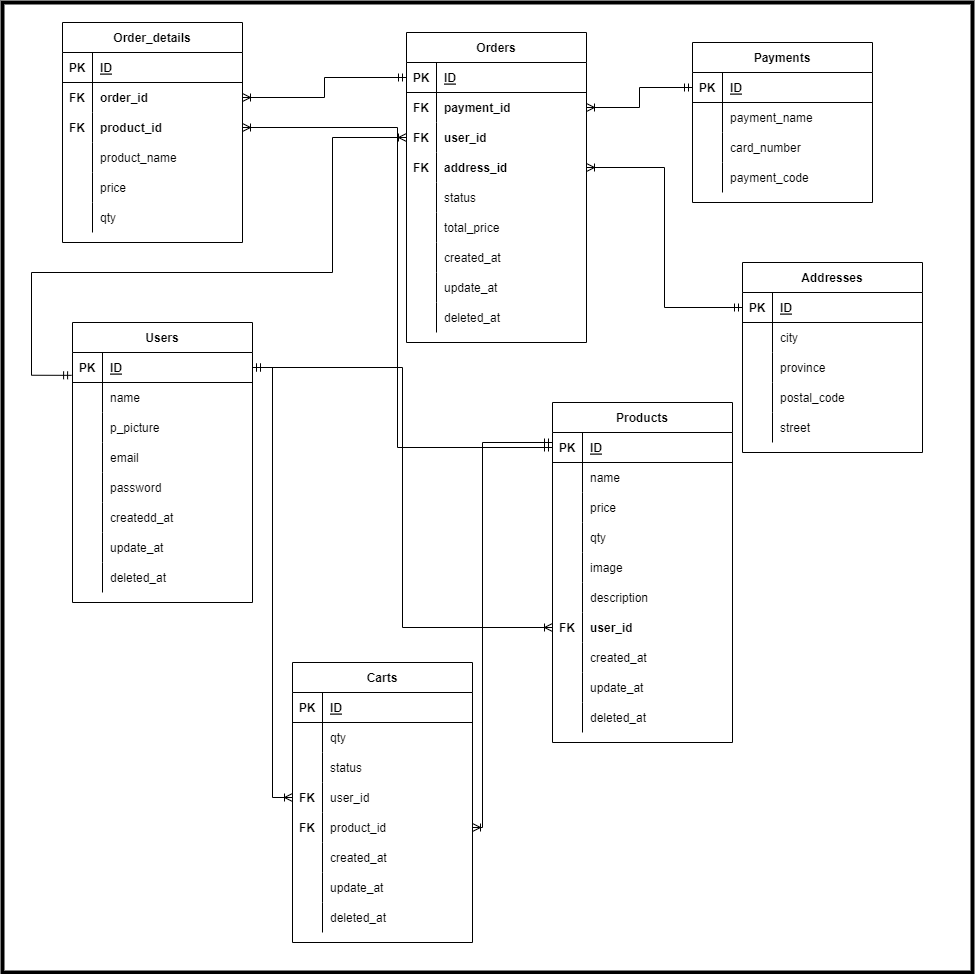 Order_details
PK ID
FK order_id
FK product_id
product_name
price
qty
Orders
PK ID
FK payment_id
FK user_id
FK address_id
status
total_price
created_at
update_at
deleted_at
Payments
PK ID
payment_name
card_number
payment_code
Addresses
PK ID
city
province
postal_code
street
Users
PK ID
name
p_picture
email
password
createdd_at
update_at
deleted_at
Products
PK ID
name
price
qty
image
description
FK user_id
created_at
update_at
deleted_at
Carts
PK ID
qty
status
FK user_id
FK product_id
created_at
update_at
deleted_at